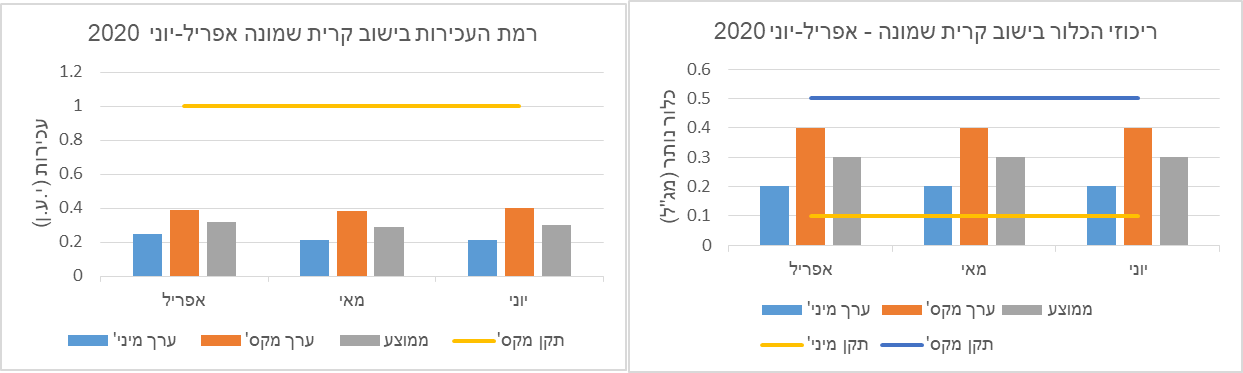 רמת העכירות בישוב קרית שמונה אפריל-יוני 2020
1.2
1
0.8
0.6
0.4
0.2
0
עכירות (י.ע.ן)
אפריל מאי יוני
ערך מיני' ערך מקס' ממוצע תקן מקס'
ריכוזי הכלור בישוב קרית שמונה - אפריל-יוני 2020
0.6
0.5
0.4
0.3
0.2
0.1
0
כלור נותר (מג"ל)
אפריל מאי יוני
ערך מיני' ערך מקס' ממוצע
תקן מיני' תקן מקס'